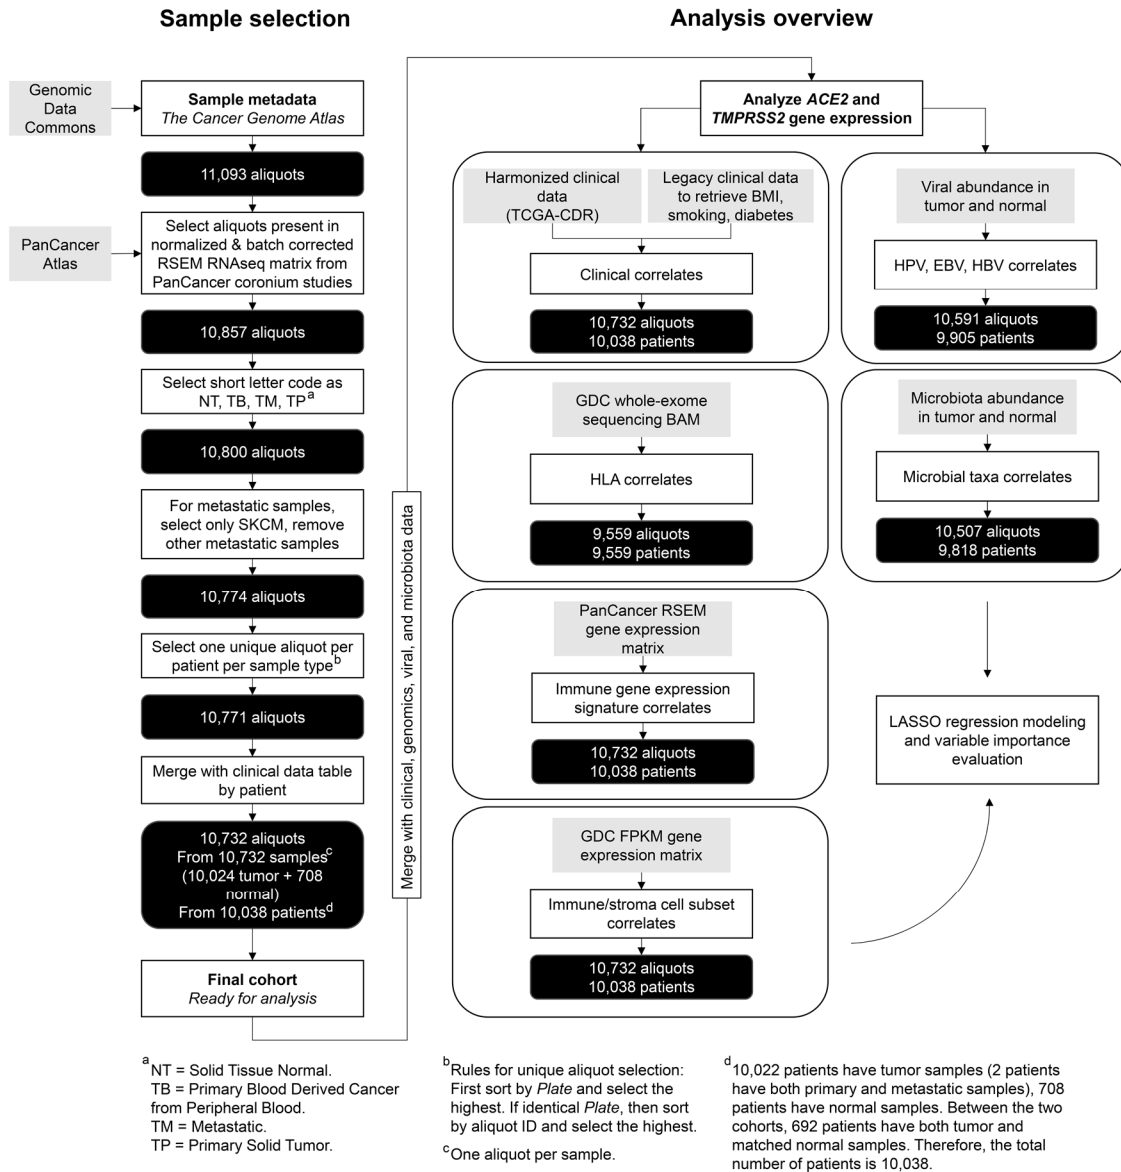 Sample selection
Genomic
Data
Commons
Sample metadata
The Cancer Genome Atlas
11,093 aliquots
PanCancer
Atlas
Select aliquots present in
normalized & batch corrected
RSEM RNAseq matrix from
PanCancer coronium studies
10,857 aliquots
Select short letter code as
NT, TB, TM, TPa
10,800 aliquots
For metastatic samples,
select only SKCM, remove
other metastatic samples
10,774 aliquots
Select one unique aliquot per
patient per sample typeb
10,771 aliquots
Merge with clinical data table
by patient
10,732 aliquots
From 10,732 samplesc
(10,024 tumor + 708
normal)
From 10,038 patientsd
Final cohort
Ready for analysis
Merge with clinical, genomics, viral, and microbiota data
Analysis overview
Analyze ACE2 and
TMPRSS2 gene expression
Harmonized clinical
data
(TCGA-CDR)
Legacy clinical data
to retrieve BMI,
smoking, diabetes
Clinical correlates
10,732 aliquots
10,038 patients
Viral abundance in
tumor and normal
HPV, EBV, HBV correlates
10,591 aliquots
9,905 patients
GDC whole-exome
sequencing BAM
HLA correlates
9,559 aliquots
9,559 patients
Microbiota abundance
in tumor and normal
Microbial taxa correlates
10,507 aliquots
9,818 patients
PanCancer RSEM
gene expression
matrix
Immune gene expression
signature correlates
10,732 aliquots
10,038 patients
LASSO regression modeling
and variable importance
evaluation
GDC FPKM gene
expression matrix
Immune/stroma cell subset
correlates
10,732 aliquots
10,038 patients
a NT = Solid Tissue Normal.
TB = Primary Blood Derived Cancer
from Peripheral Blood.
TM = Metastatic.
TP = Primary Solid Tumor.
b Rules for unique aliquot selection:
First sort by Plate and select the
highest. If identical Plate, then sort
by aliquot ID and select the highest.
c One aliquot per sample.
d 10,022 patients have tumor samples (2 patients
have both primary and metastatic samples), 708
patients have normal samples. Between the two
cohorts, 692 patients have both tumor and
matched normal samples. Therefore, the total
number of patients is 10,038.